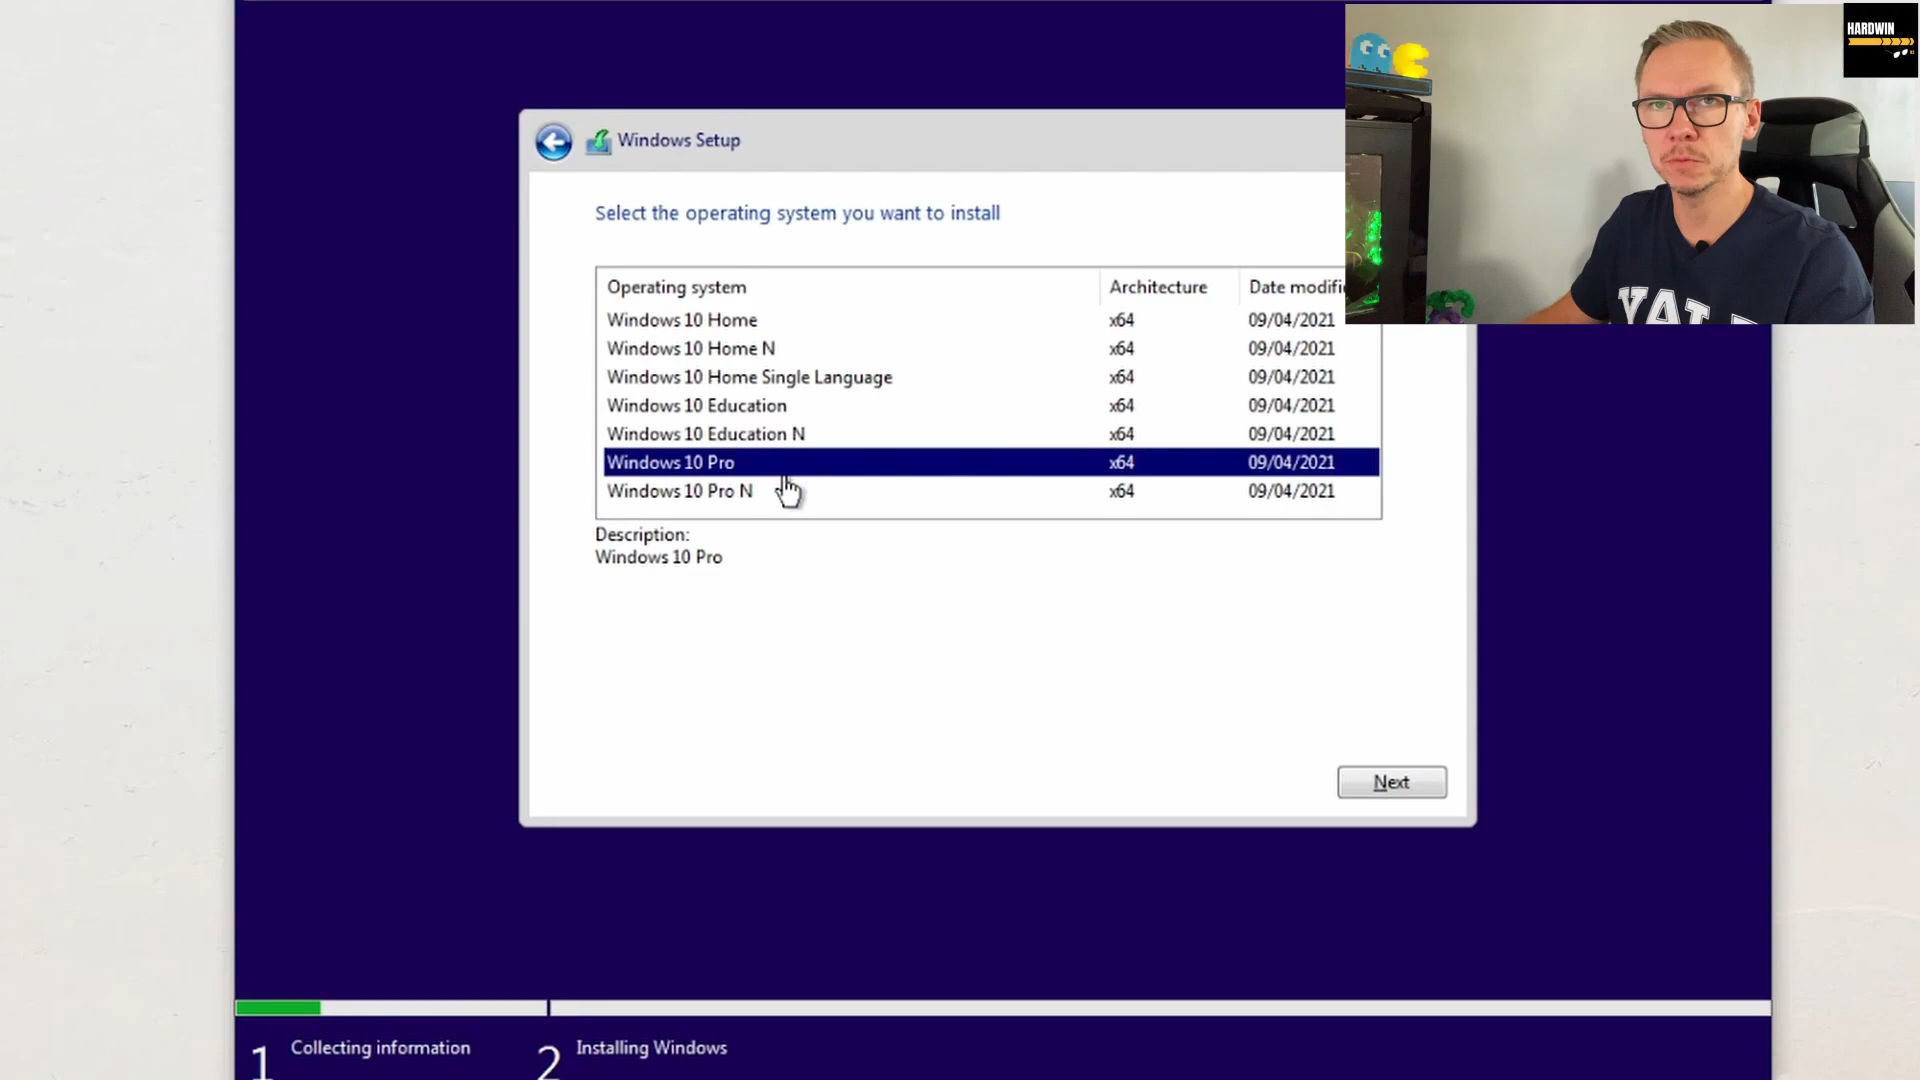 HARDWIN
Windows Setup
Select the operating system you want to install
Operating system Architecture Date modifi
Windows 10 Home x64 09/04/2021
Windows 10 Home N x64 09/04/2021
Windows 10 Home Single Language x64 09/04/2021
Windows 10 Education x64 09/04/2021
Windows 10 Education N x64 09/04/2021
Windows 10 Pro x64 09/04/2021
Windows 10 Pro N x64 09/04/2021
Description:
Windows 10 Pro
Next
1 Collecting information 2 Installing Windows